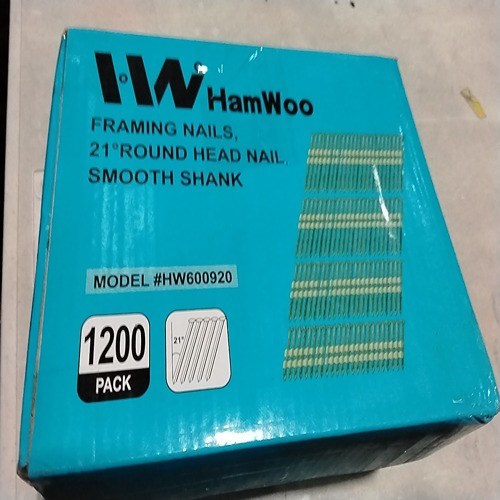 HW
HamWoo
FRAMING NAILS,
21°ROUND HEAD NAIL,
SMOOTH SHANK
MODEL #HW600920
1200
PACK
21°